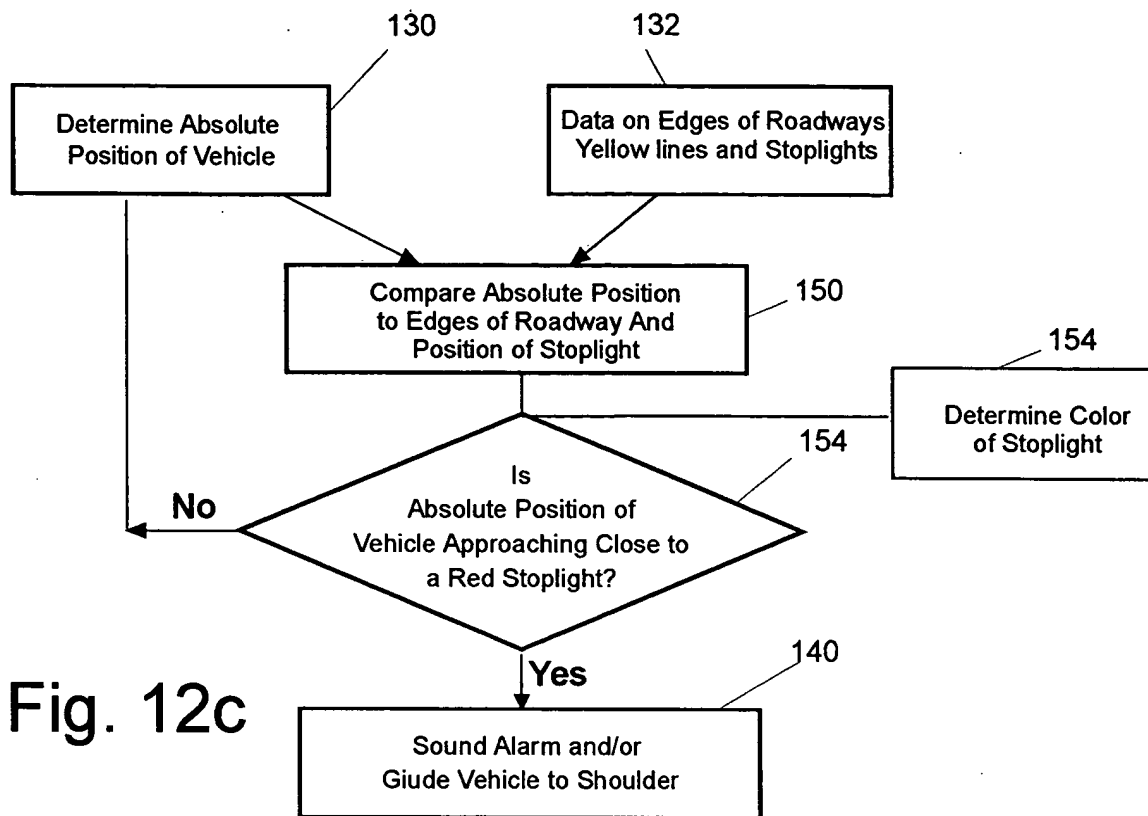 130
132
Determine Absolute
Position of Vehicle
Data on Edges of Roadways
Yellow lines and Stoplights
Compare Absolute Position
to Edges of Roadway And
Position of Stoplight
150
154
Determine Color
of Stoplight
154
Is
Absolute Position of
Vehicle Approaching Close to
a Red Stoplight?
No
Yes
140
Fig. 12c
Sound Alarm and/or
Giude Vehicle to Shoulder